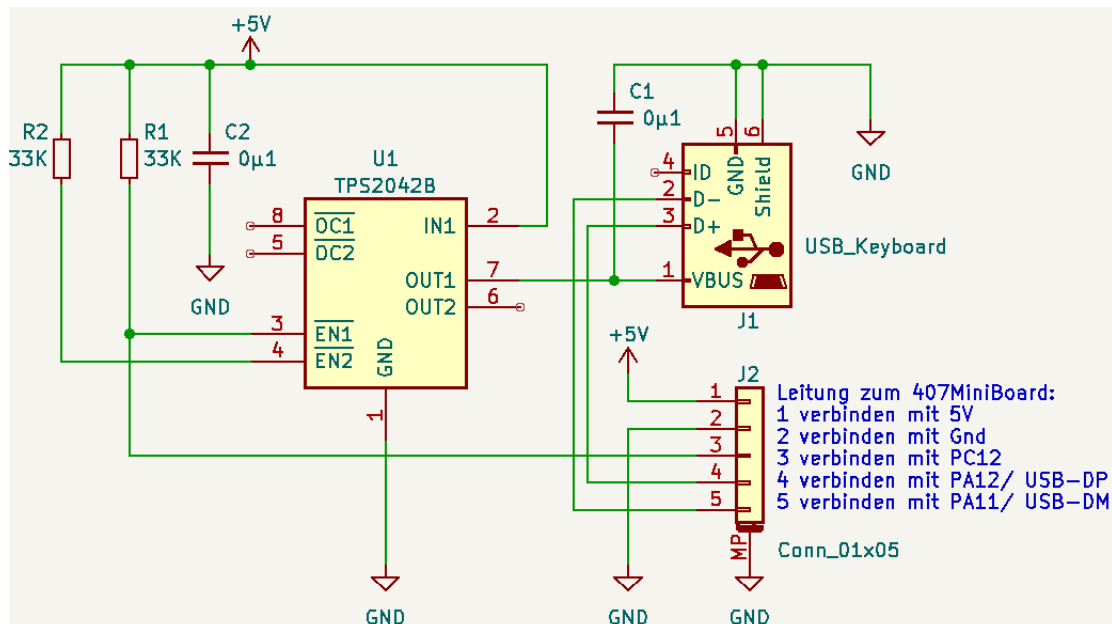 +5V
R2
33K
R1
33K
C2
0µ1
GND
U1
TPS2042B
8
OC1
5
OC2
3
EN1
4
EN2
IN1
2
OUT1
7
OUT2
6
GND
1
GND
C1
0µ1
5
6
GND
Shield
4
ID
2
D-
3
D+
1
VBUS
GND
USB_Keyboard
J1
+5V
J2
1
2
3
4
5
MP
Leitung zum 407MiniBoard:
1 verbinden mit 5V
2 verbinden mit Gnd
3 verbinden mit PC12
4 verbinden mit PA12/ USB-DP
5 verbinden mit PA11/ USB-DM
Conn_01x05
GND
GND